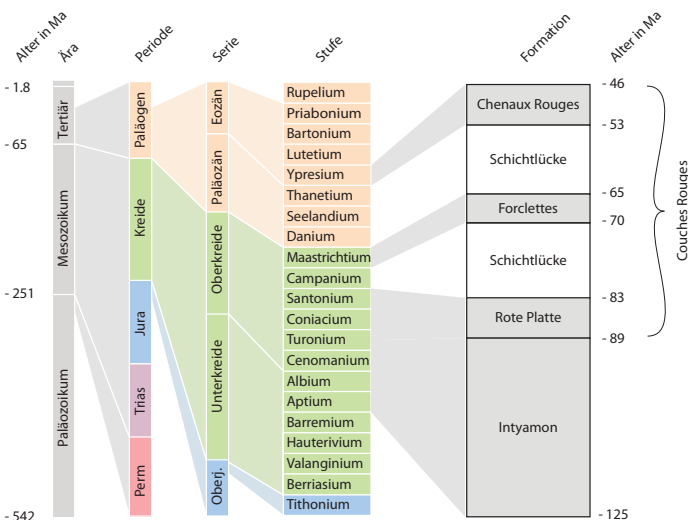 Alter in Ma
Ära
Periode
Serie
Stufe
Formation
Alter in Ma
- 1.8
- 65
- 251
- 542
Tertiär
Mesozoikum
Paläozoikum
Paläogen
Kreide
Jura
Trias
Perm
Eozän
Paläozän
Oberkreide
Unterkreide
Oberj.
Rupelium
Priabonium
Bartonium
Lutetium
Ypresium
Thanetium
Seelandium
Danium
Maastrichtium
Campanium
Santonium
Coniacium
Turonium
Cenomanium
Albium
Aptium
Barremium
Hauterivium
Valanginium
Berriasium
Tithonium
Chenaux Rouges
Schichtlücke
Forclettes
Schichtlücke
Rote Platte
Intyamon
- 46
- 53
- 65
- 70
- 83
- 89
- 125
Couches Rouges